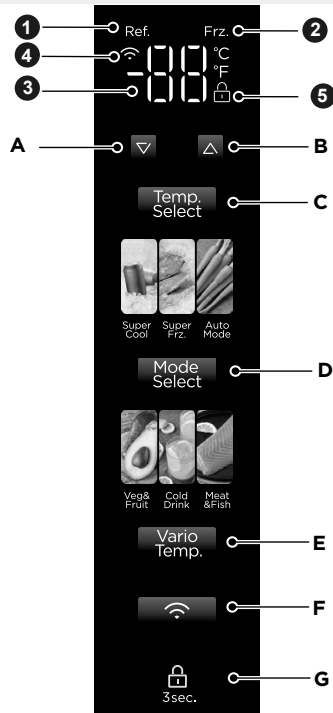 1 Ref. Frz. 2
4 °C
°F
3 -88 5
A B
Temp.
Select C
Super
Cool
Super
Frz.
Auto
Mode
Mode
Select D
Veg&
Fruit
Cold
Drink
Meat
&Fish
Vario
Temp. E
F
G
3sec.